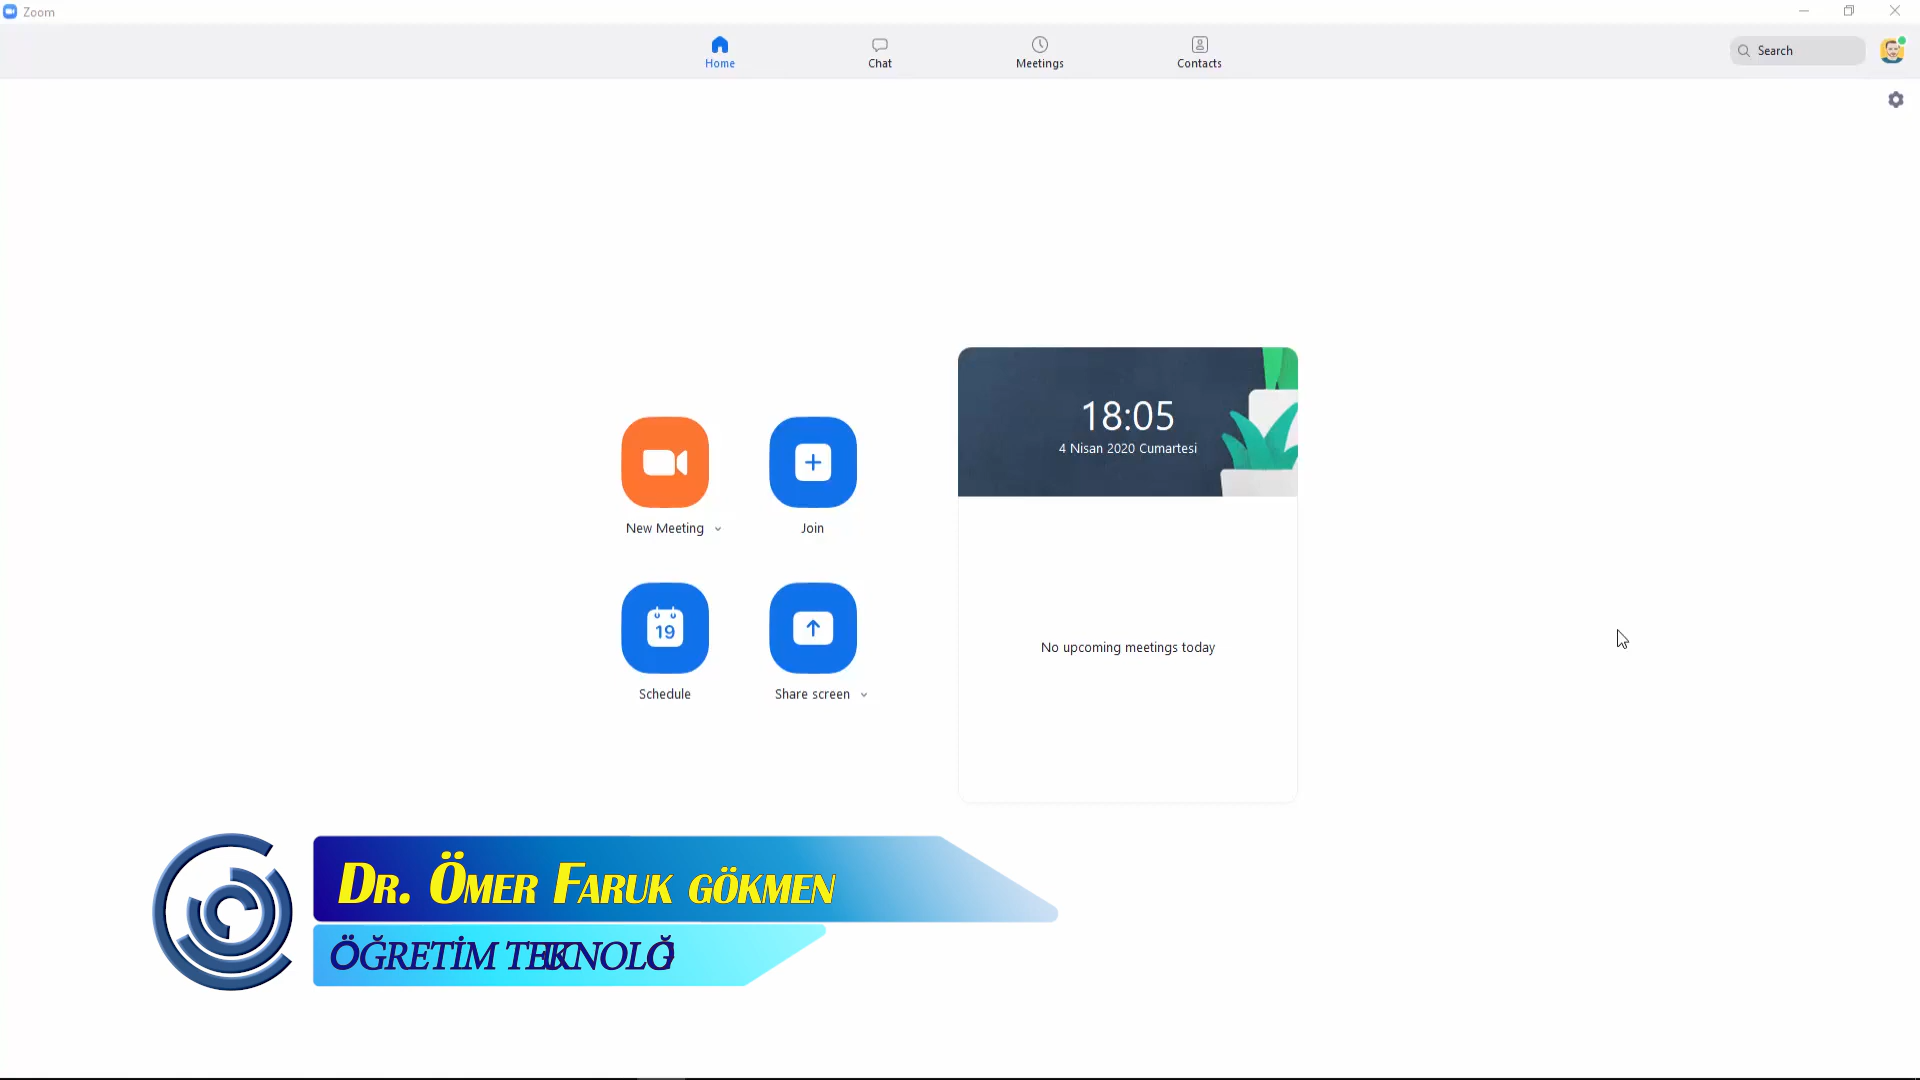 Zoom
Home
Chat
Meetings
Contacts
Search
18:05
4 Nisan 2020 Cumartesi
New Meeting
Join
19
Schedule
Share screen
No upcoming meetings today
Dr. Ömer Faruk gökmen
ÖĞRETİM